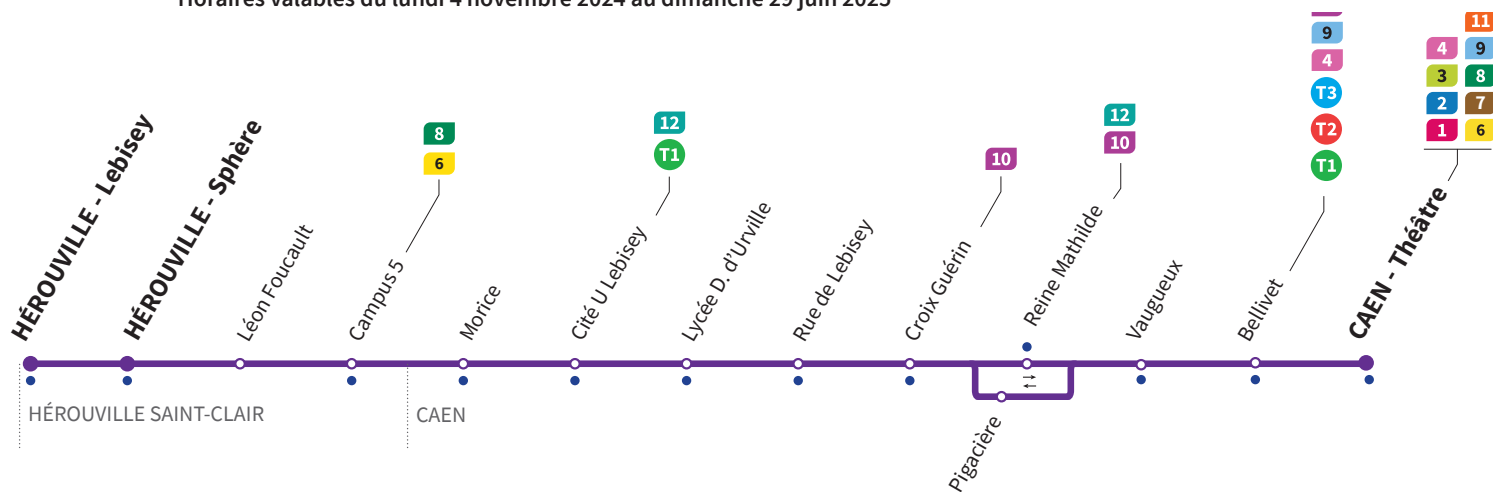 Horaires valables du lundi 4 novembre 2024 au dimanche 29 juin 2025
HÉROUVILLE - Lebisey
HÉROUVILLE - Sphère
Léon Foucault
Campus 5
8
6
Morice
Cité U Lebisey
12
T1
Lycée D. d'Urville
Rue de Lebisey
Croix Guérin
10
Reine Mathilde
12
10
Pigacière
Vaugueux
Bellivet
9
4
T3
T2
T1
CAEN - Théâtre
11
4 9
3 8
2 7
1 6
HÉROUVILLE SAINT-CLAIR
CAEN